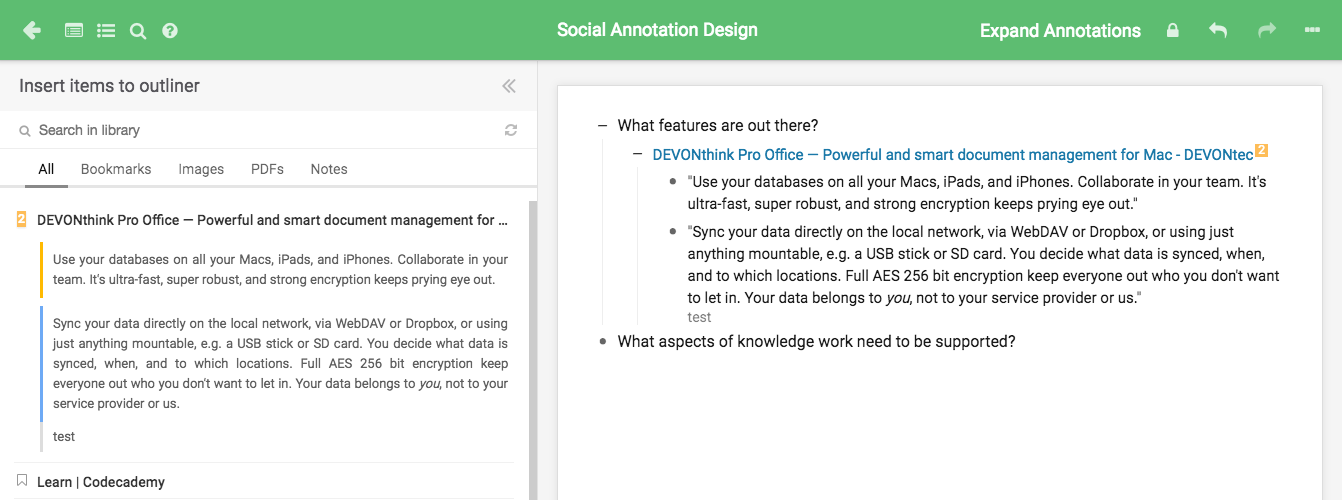 Social Annotation Design
Expand Annotations
Insert items to outliner
Search in library
All
Bookmarks
Images
PDFs
Notes
2
DEVONthink Pro Office — Powerful and smart document management for ...
Use your databases on all your Macs, iPads, and iPhones. Collaborate in your
team. It's ultra-fast, super robust, and strong encryption keeps prying eye out.
Sync your data directly on the local network, via WebDAV or Dropbox, or using
just anything mountable, e.g. a USB stick or SD card. You decide what data is
synced, when, and to which locations. Full AES 256 bit encryption keep
everyone out who you don't want to let in. Your data belongs to you, not to your
service provider or us.
test
Learn | Codecademy
What features are out there?
DEVONthink Pro Office — Powerful and smart document management for Mac - DEVONtec 2
"Use your databases on all your Macs, iPads, and iPhones. Collaborate in your team. It's
ultra-fast, super robust, and strong encryption keeps prying eye out."
"Sync your data directly on the local network, via WebDAV or Dropbox, or using just
anything mountable, e.g. a USB stick or SD card. You decide what data is synced, when,
and to which locations. Full AES 256 bit encryption keep everyone out who you don't want
to let in. Your data belongs to you, not to your service provider or us."
test
What aspects of knowledge work need to be supported?